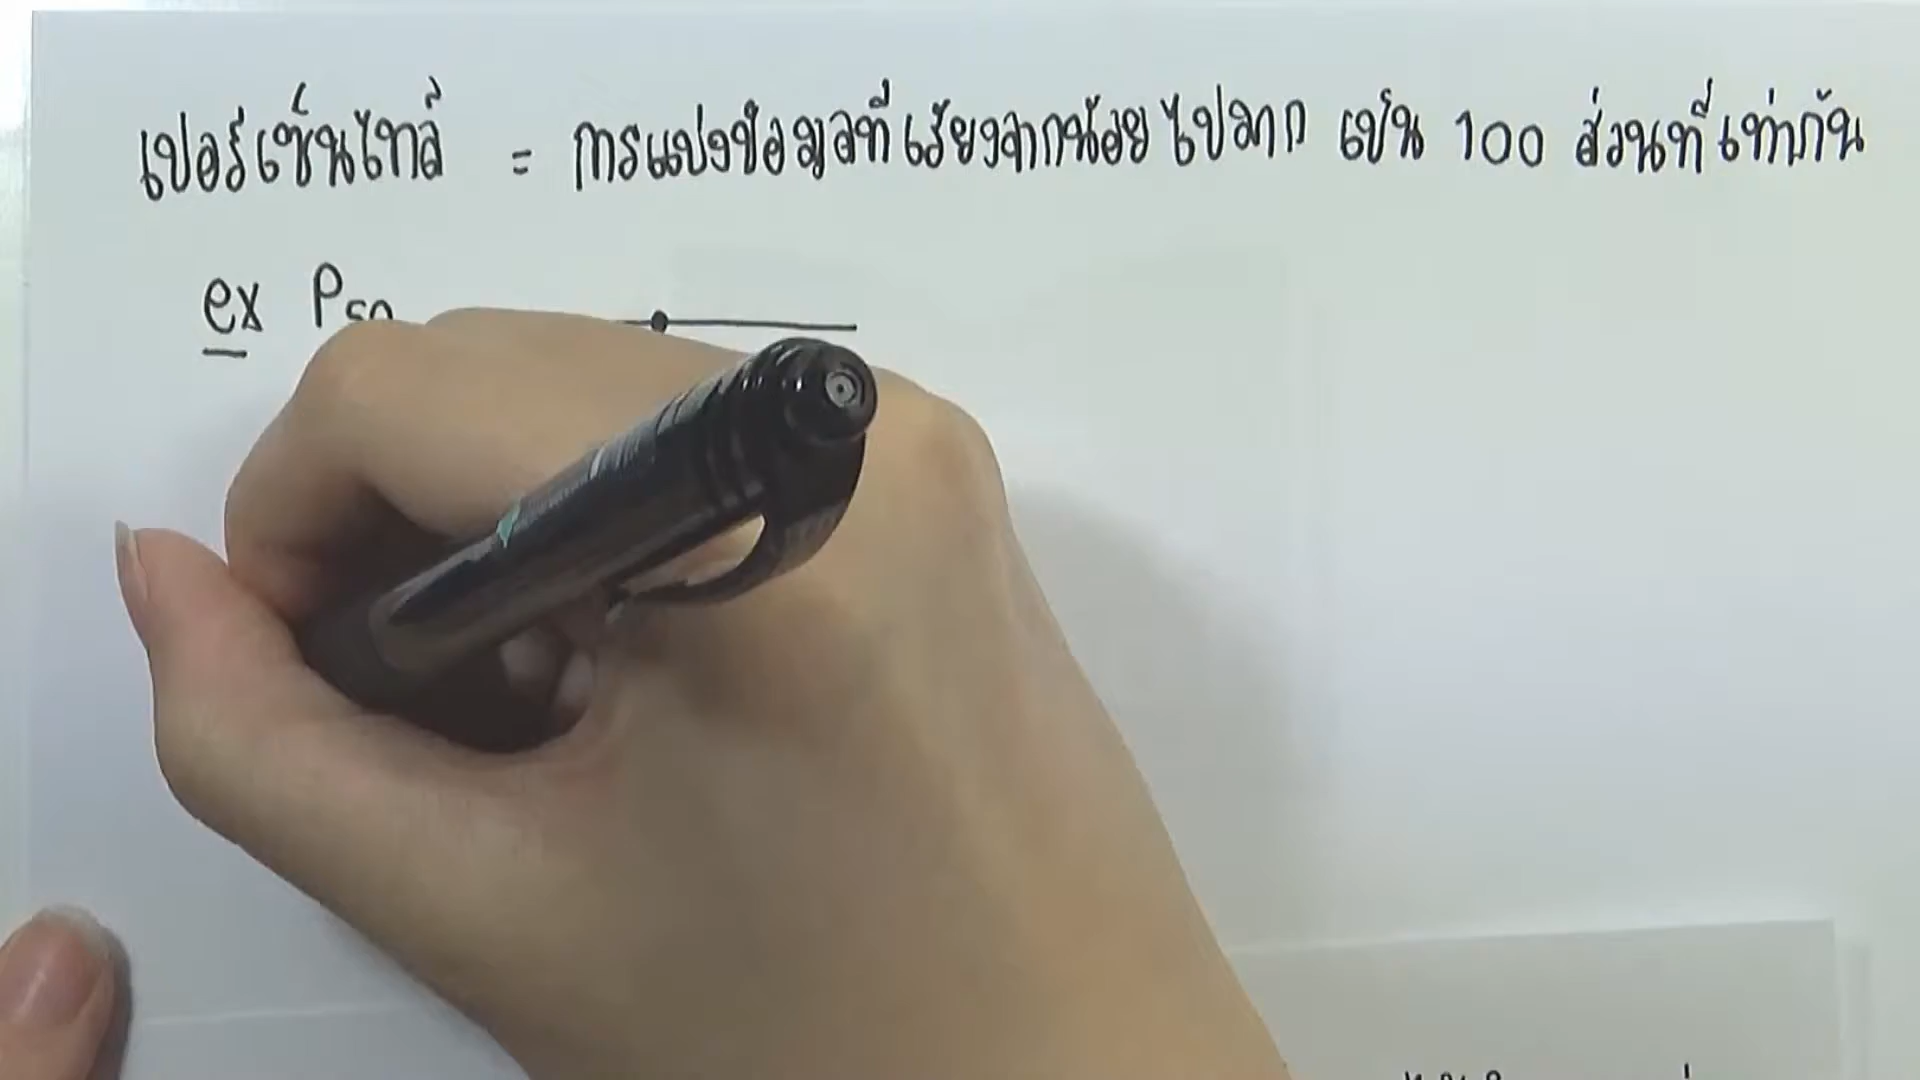 เปอร์เซ็นไทล์ = การแบ่งข้อมูลที่เรียงจากน้อยไปมาก เป็น 100 ส่วนที่เท่ากัน
ex P50